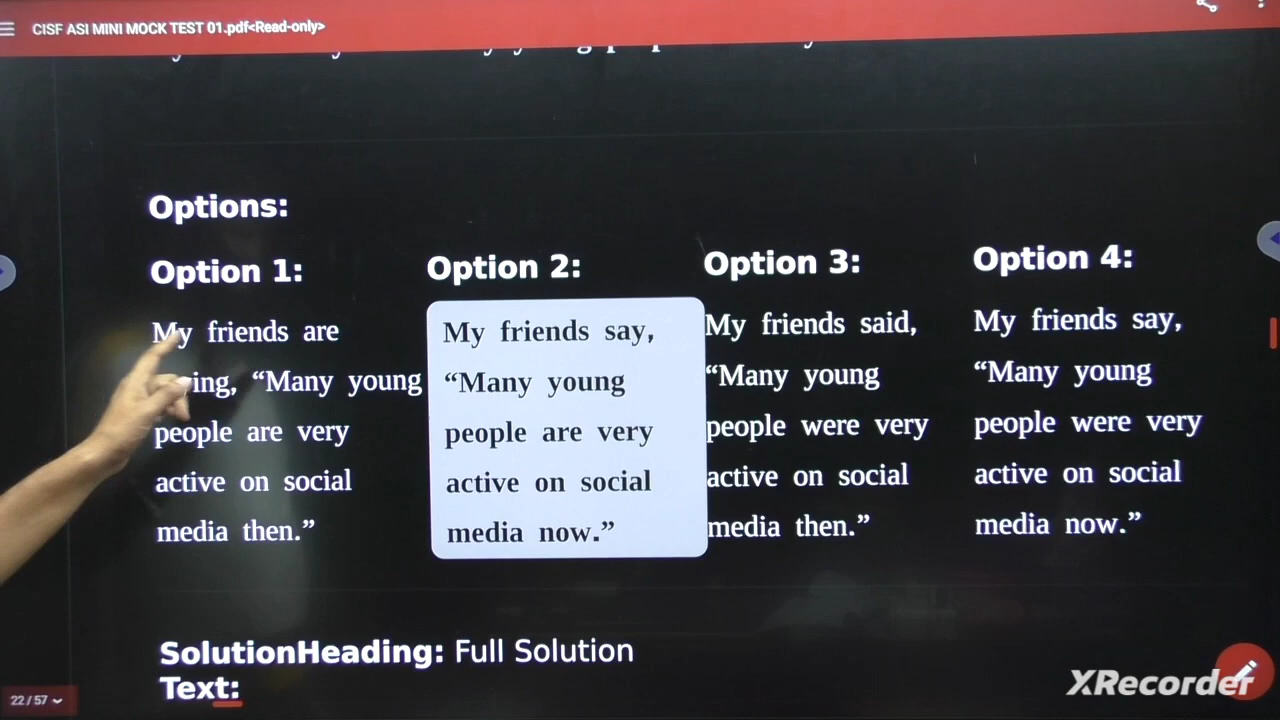 CISF ASI MINI MOCK TEST 01.pdf<Read-only>
Options:
Option 1:
My friends are
ing, “Many young
people are very
active on social
media then.”
Option 2:
My friends say,
“Many young
people are very
active on social
media now.”
Option 3:
My friends said,
“Many young
people were very
active on social
media then.”
Option 4:
My friends say,
“Many young
people were very
active on social
media now.”
SolutionHeading: Full Solution
Text:
22 / 57
XRecorder